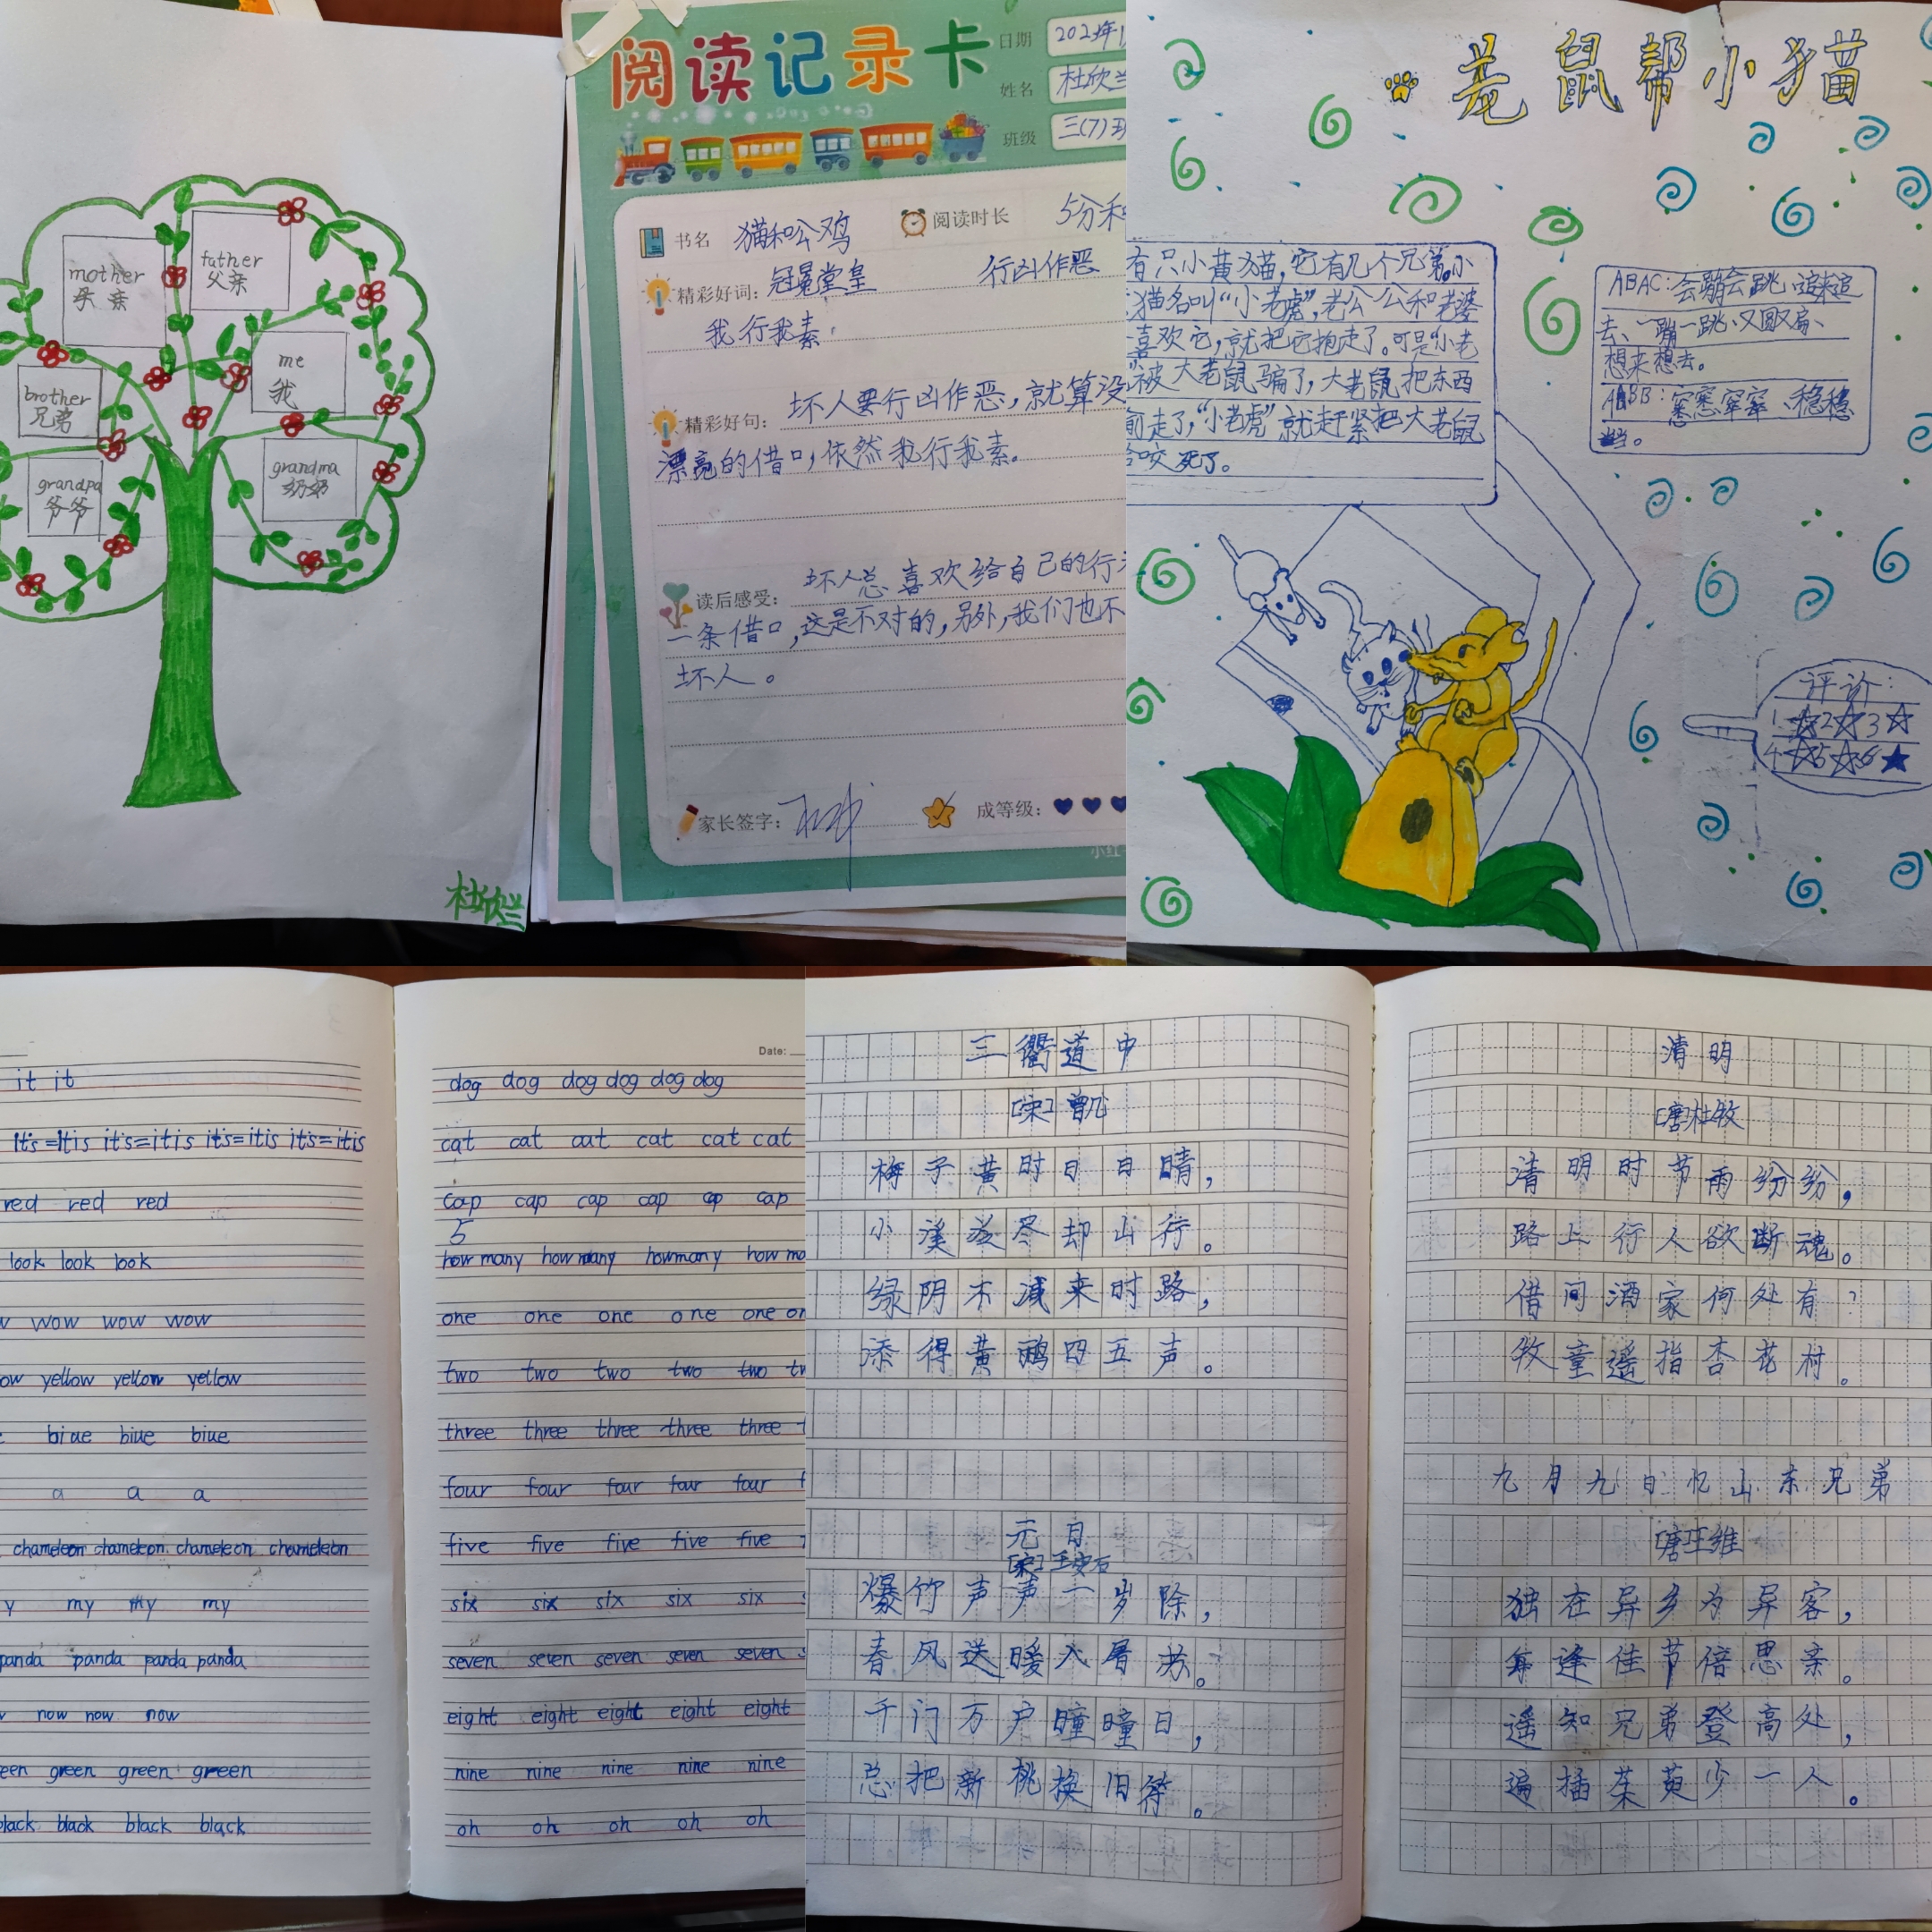 mother
母亲
father
父亲
me
我
brother
兄弟
grandma
奶奶
grandpa
爷爷
杜欣兰
阅读记录卡
日期
姓名 杜欣兰
班级 三(7)班
书名 猫和公鸡
阅读时长 5分
精彩好词: 冠冕堂皇 行凶作恶
我行我素
精彩好句: 坏人要行凶作恶,就算没
漂亮的借口,依然我行我素。
读后感受: 坏人总喜欢给自己的行
一条借口,这是不对的,另外,我们也不
坏人。
家长签字:
成等级:
鼠帮小猫
有只小黄猫,它有几个兄弟。小
猫名叫“小老虎”,老公公和老婆
喜欢它,就把它抱走了。可是“小老
被大老鼠骗了,大老鼠把东西
偷走了,“小老虎”就赶紧把大老鼠
咬死了。
ABAC:会蹦会跳、追来追
去、一蹦一跳、又圆又扁、
想来想去。
ABB:窸窸窣窣、稳稳
当当。
评价:
1 2 3
4 5 6
it it
It's=It is it's=it is it's=it is it's=it is
red red red
look look look
wow wow wow
yellow yellow yellow
biue biue biue
a a a
chameleon chameleon chameleon chameleon
my my my
panda panda panda panda
now now now
green green green
black black black black
Date:
dog dog dog dog dog dog
cat cat cat cat cat cat
cap cap cap cap cap cap
5
how many how many how many how
one one one one one
two two two two two
three three three three three
four four four four four
five five five five five
six six six six six
seven seven seven seven seven
eight eight eight eight eight
nine nine nine nine nine
oh oh oh oh oh
三衢道中
[宋]曾几
梅子黄时日日晴,
小溪泛尽却山行。
绿阴不减来时路,
添得黄鹂四五声。
元日
[宋]王安石
爆竹声声一岁除,
春风送暖入屠苏。
千门万户曈曈日,
总把新桃换旧符。
清明
[唐]杜牧
清明时节雨纷纷,
路上行人欲断魂。
借问酒家何处有?
牧童遥指杏花村。
九月九日忆山东兄弟
[唐]王维
独在异乡为异客,
每逢佳节倍思亲。
遥知兄弟登高处,
遍插茱萸少一人。